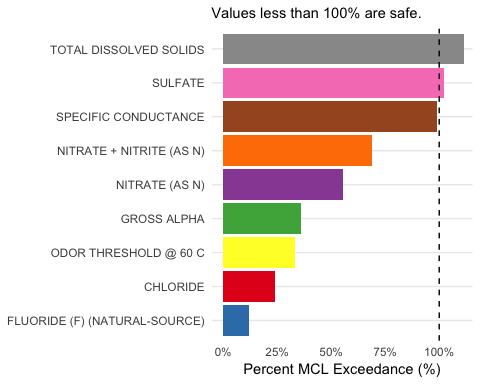 Values less than 100% are safe.
TOTAL DISSOLVED SOLIDS
SULFATE
SPECIFIC CONDUCTANCE
NITRATE + NITRITE (AS N)
NITRATE (AS N)
GROSS ALPHA
ODOR THRESHOLD @ 60 C
CHLORIDE
FLUORIDE (F) (NATURAL-SOURCE)
0% 25% 50% 75% 100%
Percent MCL Exceedance (%)